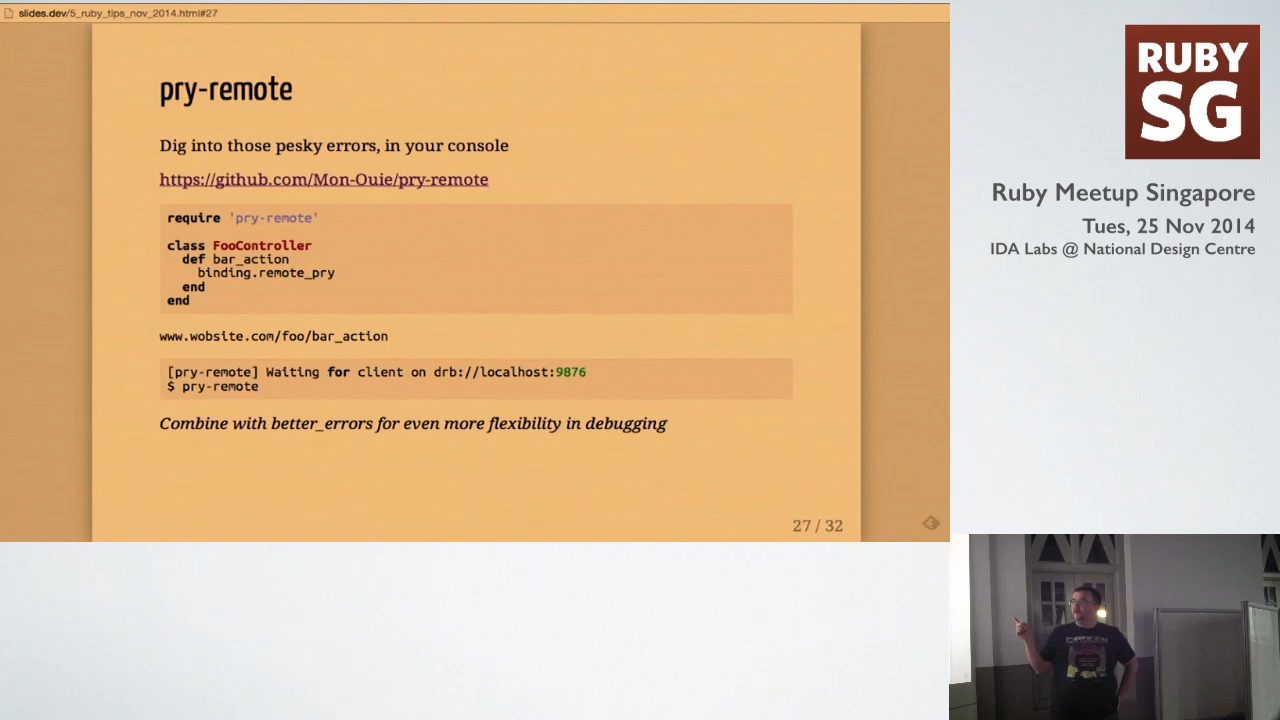 slides.dev/5_ruby_tips_nov_2014.html#27
pry-remote
Dig into those pesky errors, in your console
https://github.com/Mon-Ouie/pry-remote
require 'pry-remote'
class FooController
def bar_action
binding.remote_pry
end
end
www.wobsite.com/foo/bar_action
[pry-remote] Waiting for client on drb://localhost:9876
$ pry-remote
Combine with better_errors for even more flexibility in debugging
27 / 32
RUBY
SG
Ruby Meetup Singapore
Tues, 25 Nov 2014
IDA Labs @ National Design Centre